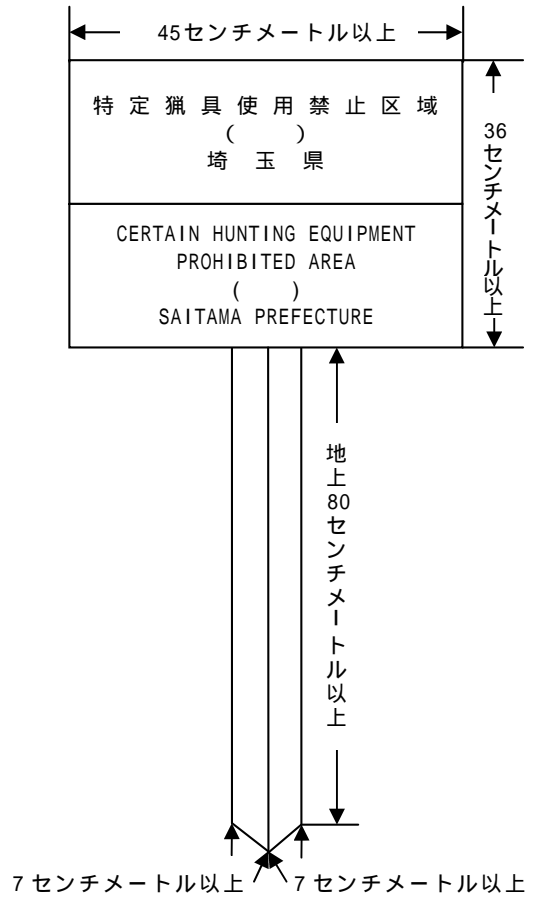 45センチメートル以上
特定猟具使用禁止区域
(　　)
埼玉県
CERTAIN HUNTING EQUIPMENT
PROHIBITED AREA
(　　)
SAITAMA PREFECTURE
36センチメートル以上
地上80センチメートル以上
7センチメートル以上
7センチメートル以上